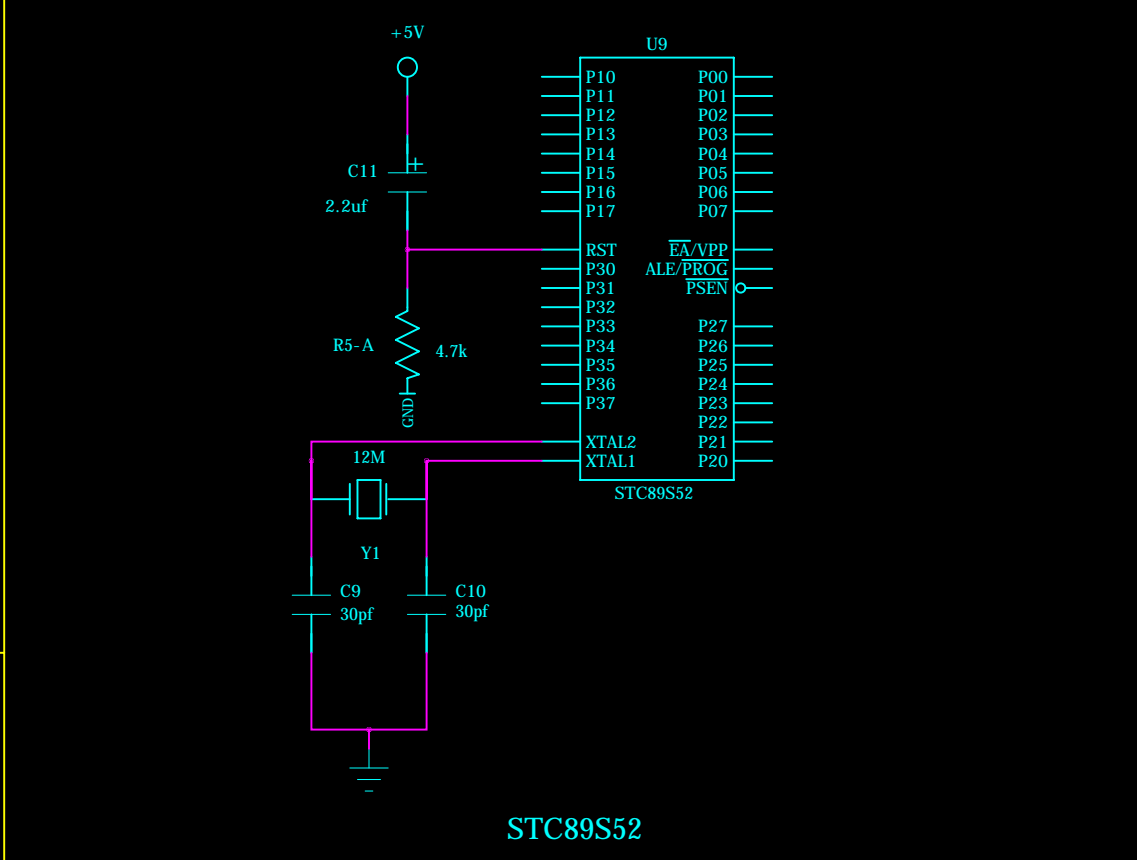 +5V
U9
P10 P00
P11 P01
P12 P02
P13 P03
P14 P04
C11 P15 P05
2.2uf P16 P06
P17 P07
RST EA/VPP
P30 ALE/PROG
P31 PSEN
P32
P33 P27
R5-A 4.7k P34 P26
P35 P25
P36 P24
GND P37 P23
P22
XTAL2 P21
12M XTAL1 P20
STC89S52
Y1
C9 C10
30pf 30pf
STC89S52